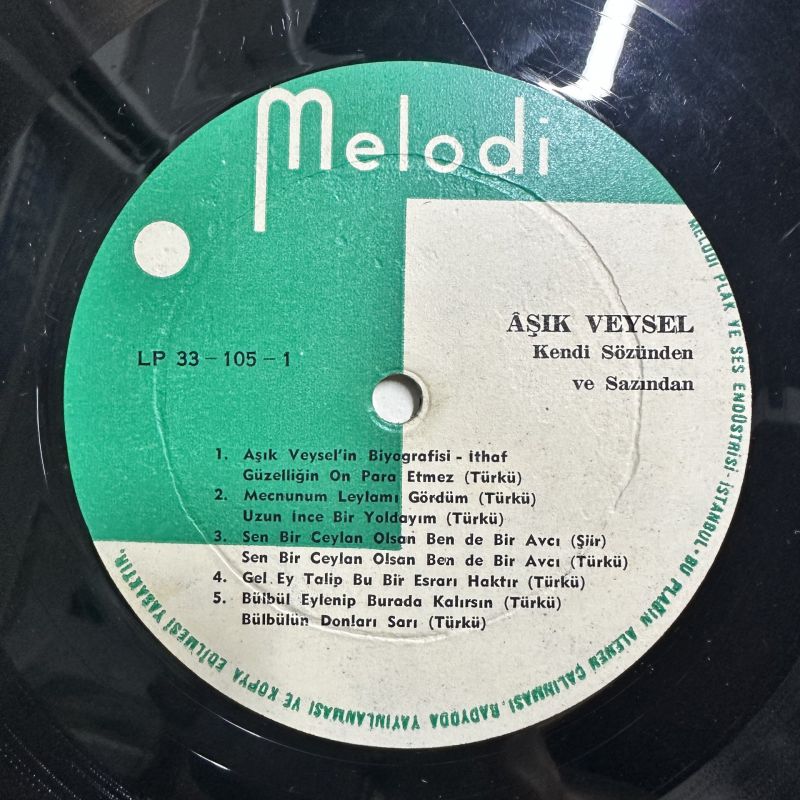 Melodi
LP 33 - 105 - 1
ÂŞIK VEYSEL
Kendi Sözünden
ve Sazından
1. Aşık Veysel'in Biyografisi - İthaf
Güzelliğin On Para Etmez (Türkü)
2. Mecnunum Leylamı Gördüm (Türkü)
Uzun İnce Bir Yoldayım (Türkü)
3. Sen Bir Ceylan Olsan Ben de Bir Avcı (Şiir)
Sen Bir Ceylan Olsan Ben de Bir Avcı (Türkü)
4. Gel Ey Talip Bu Bir Esrarı Haktır (Türkü)
5. Bülbül Eylenip Burada Kalırsın (Türkü)
Bülbülün Donları Sarı (Türkü)
MELODİ PLAK VE SES ENDÜSTRİSİ - İSTANBUL • BU PLAĞIN ALENEN ÇALINMASI, RADYODA YAYINLANMASI VE KOPYA EDİLMESİ YASAKTIR.